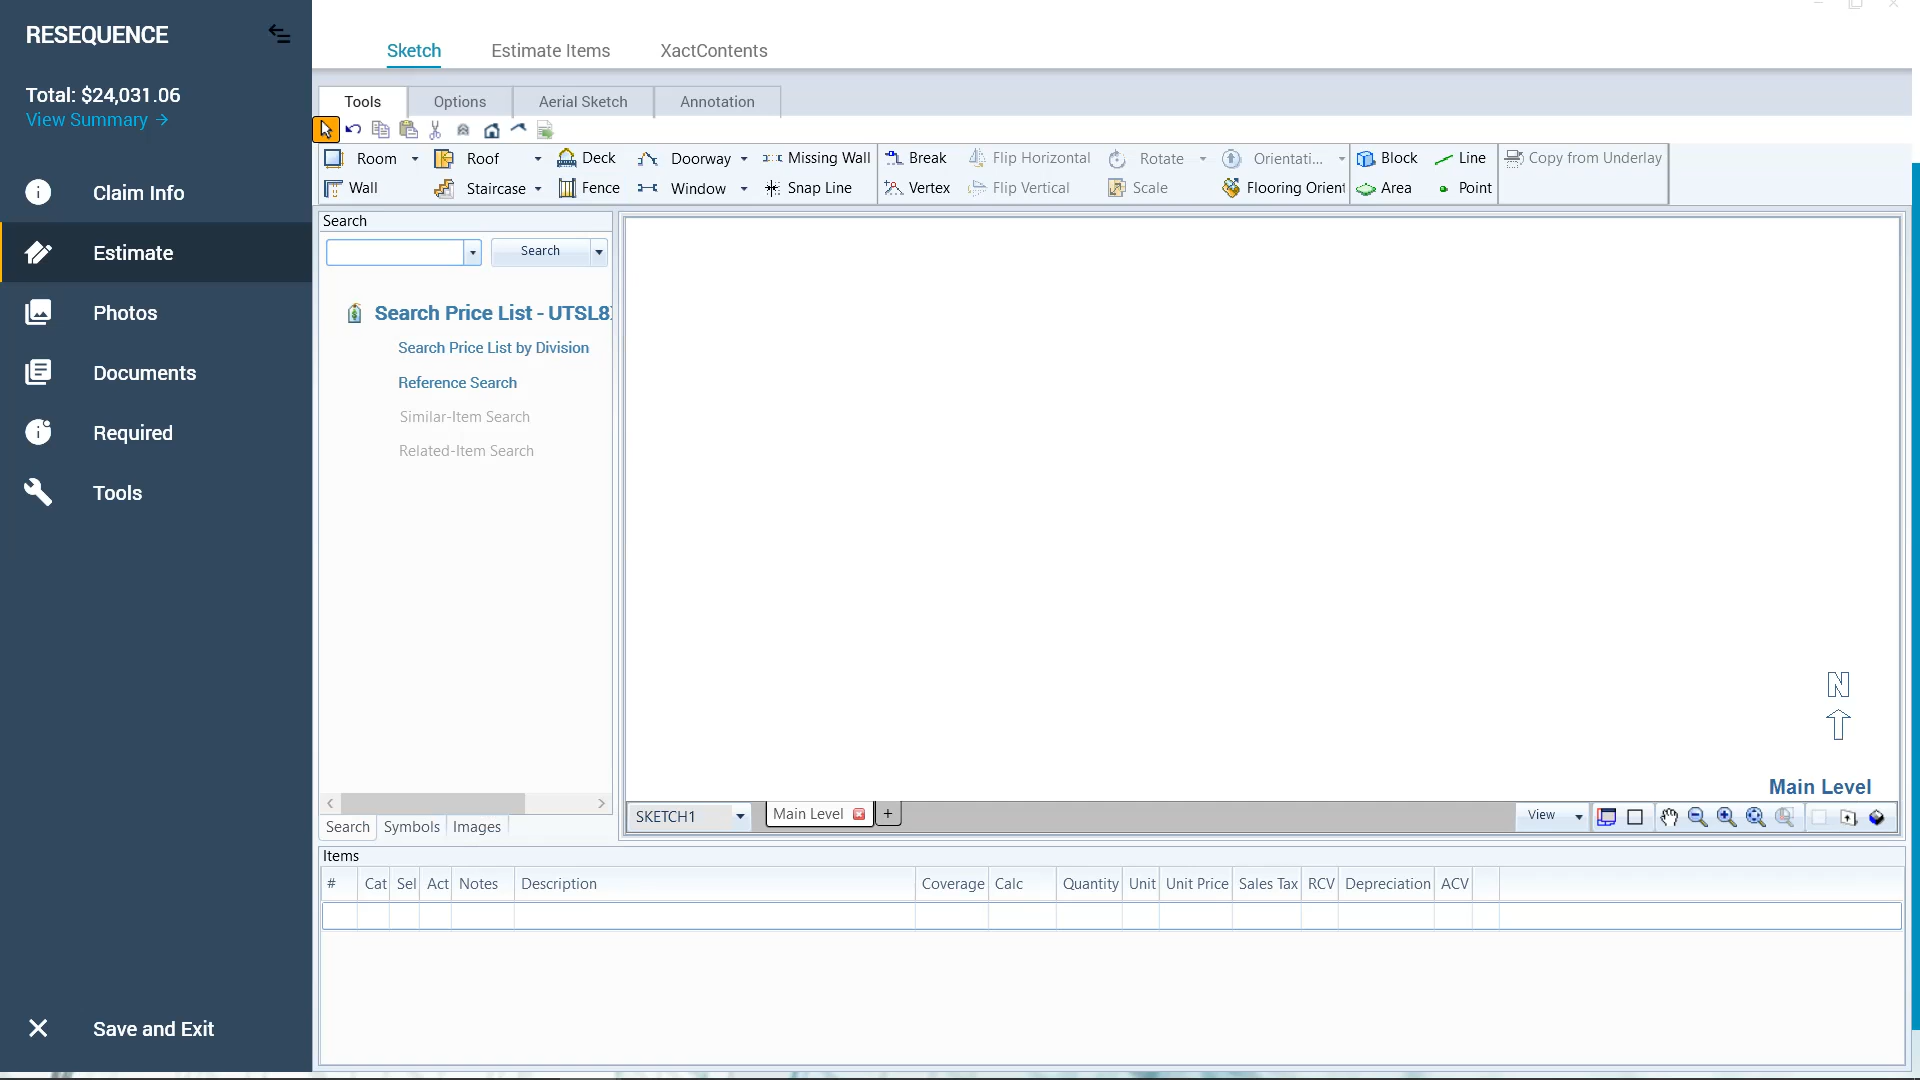 RESEQUENCE
Total: $24,031.06
View Summary →
Claim Info
Estimate
Photos
Documents
Required
Tools
Save and Exit
Sketch Estimate Items XactContents
Tools Options Aerial Sketch Annotation
Room Roof Deck Doorway Missing Wall Break Flip Horizontal Rotate Orientati... Block Line Copy from Underlay
Wall Staircase Fence Window Snap Line Vertex Flip Vertical Scale Flooring Orient Area Point
Search
Search
Search Price List - UTSL8
Search Price List by Division
Reference Search
Similar-Item Search
Related-Item Search
Search Symbols Images
N
Main Level
SKETCH1 Main Level + View
Items
# Cat Sel Act Notes Description Coverage Calc Quantity Unit Unit Price Sales Tax RCV Depreciation ACV